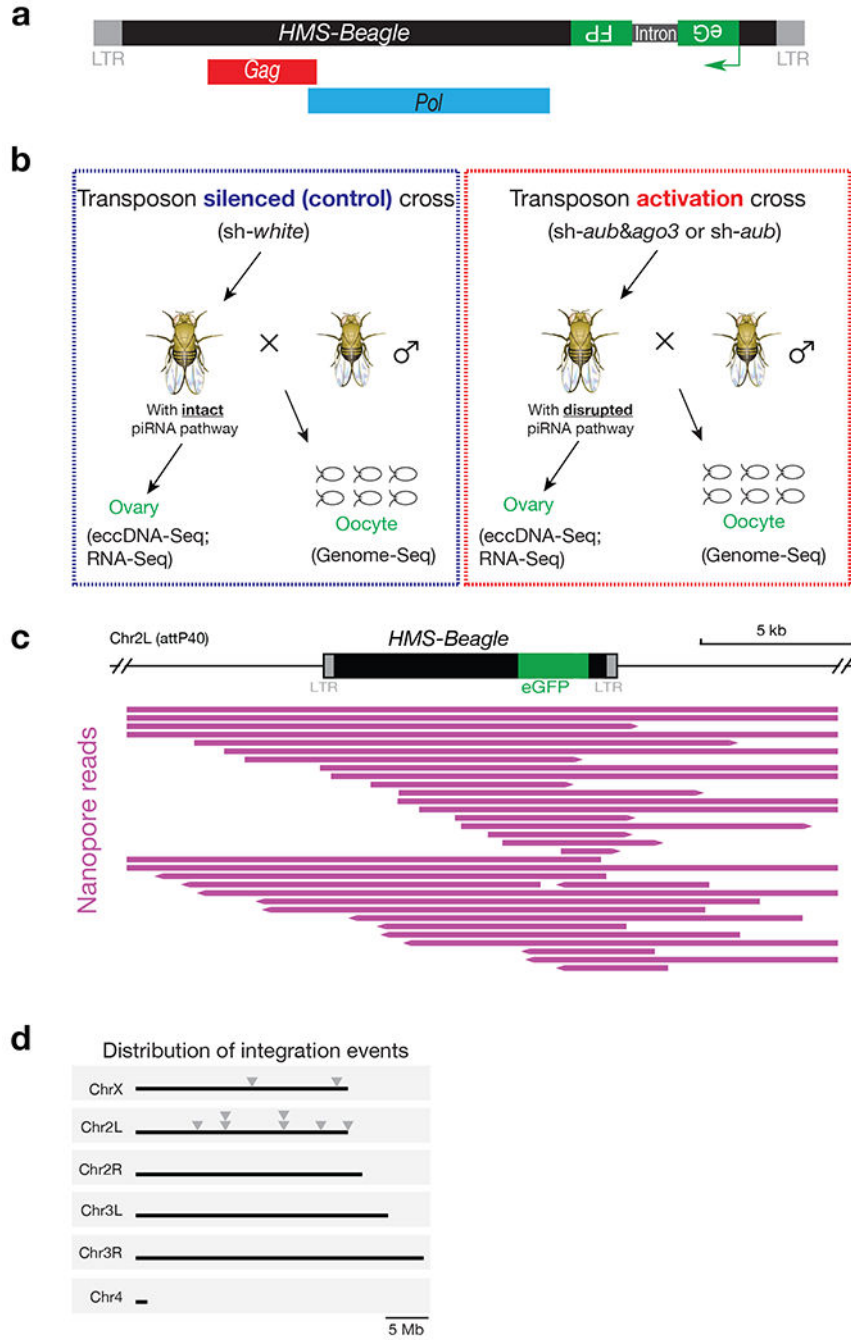 a
HMS-Beagle
FP
Intron
eG
LTR
LTR
Gag
Pol
b
Transposon silenced (control) cross
(sh-white)
×
♂
With intact
piRNA pathway
Ovary
(eccDNA-Seq;
RNA-Seq)
Oocyte
(Genome-Seq)
Transposon activation cross
(sh-aub&ago3 or sh-aub)
×
♂
With disrupted
piRNA pathway
Ovary
(eccDNA-Seq;
RNA-Seq)
Oocyte
(Genome-Seq)
c
Chr2L (attP40)
HMS-Beagle
5 kb
LTR
eGFP
LTR
Nanopore reads
d
Distribution of integration events
ChrX
Chr2L
Chr2R
Chr3L
Chr3R
Chr4
5 Mb